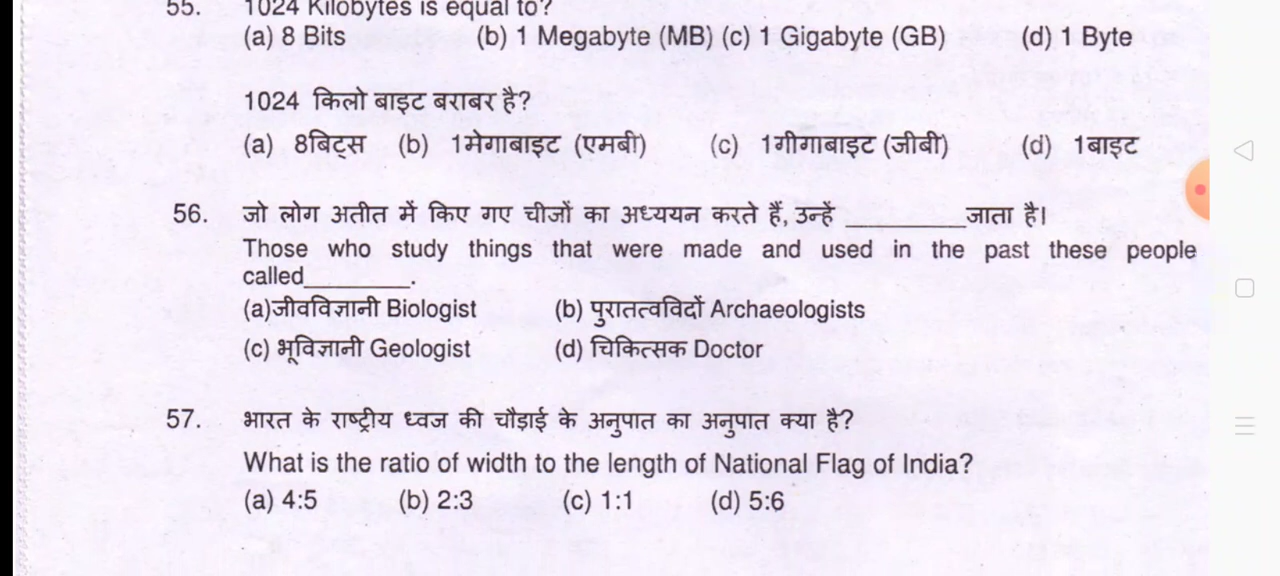 55. 1024 Kilobytes is equal to?
(a) 8 Bits (b) 1 Megabyte (MB) (c) 1 Gigabyte (GB) (d) 1 Byte
1024 किलो बाइट बराबर है?
(a) 8बिट्स (b) 1मेगाबाइट (एमबी) (c) 1गीगाबाइट (जीबी) (d) 1बाइट
56. जो लोग अतीत में किए गए चीजों का अध्ययन करते हैं, उन्हें __________ जाता है।
Those who study things that were made and used in the past these people
called_________.
(a)जीवविज्ञानी Biologist (b) पुरातत्वविदों Archaeologists
(c) भूविज्ञानी Geologist (d) चिकित्सक Doctor
57. भारत के राष्ट्रीय ध्वज की चौड़ाई के अनुपात का अनुपात क्या है?
What is the ratio of width to the length of National Flag of India?
(a) 4:5 (b) 2:3 (c) 1:1 (d) 5:6